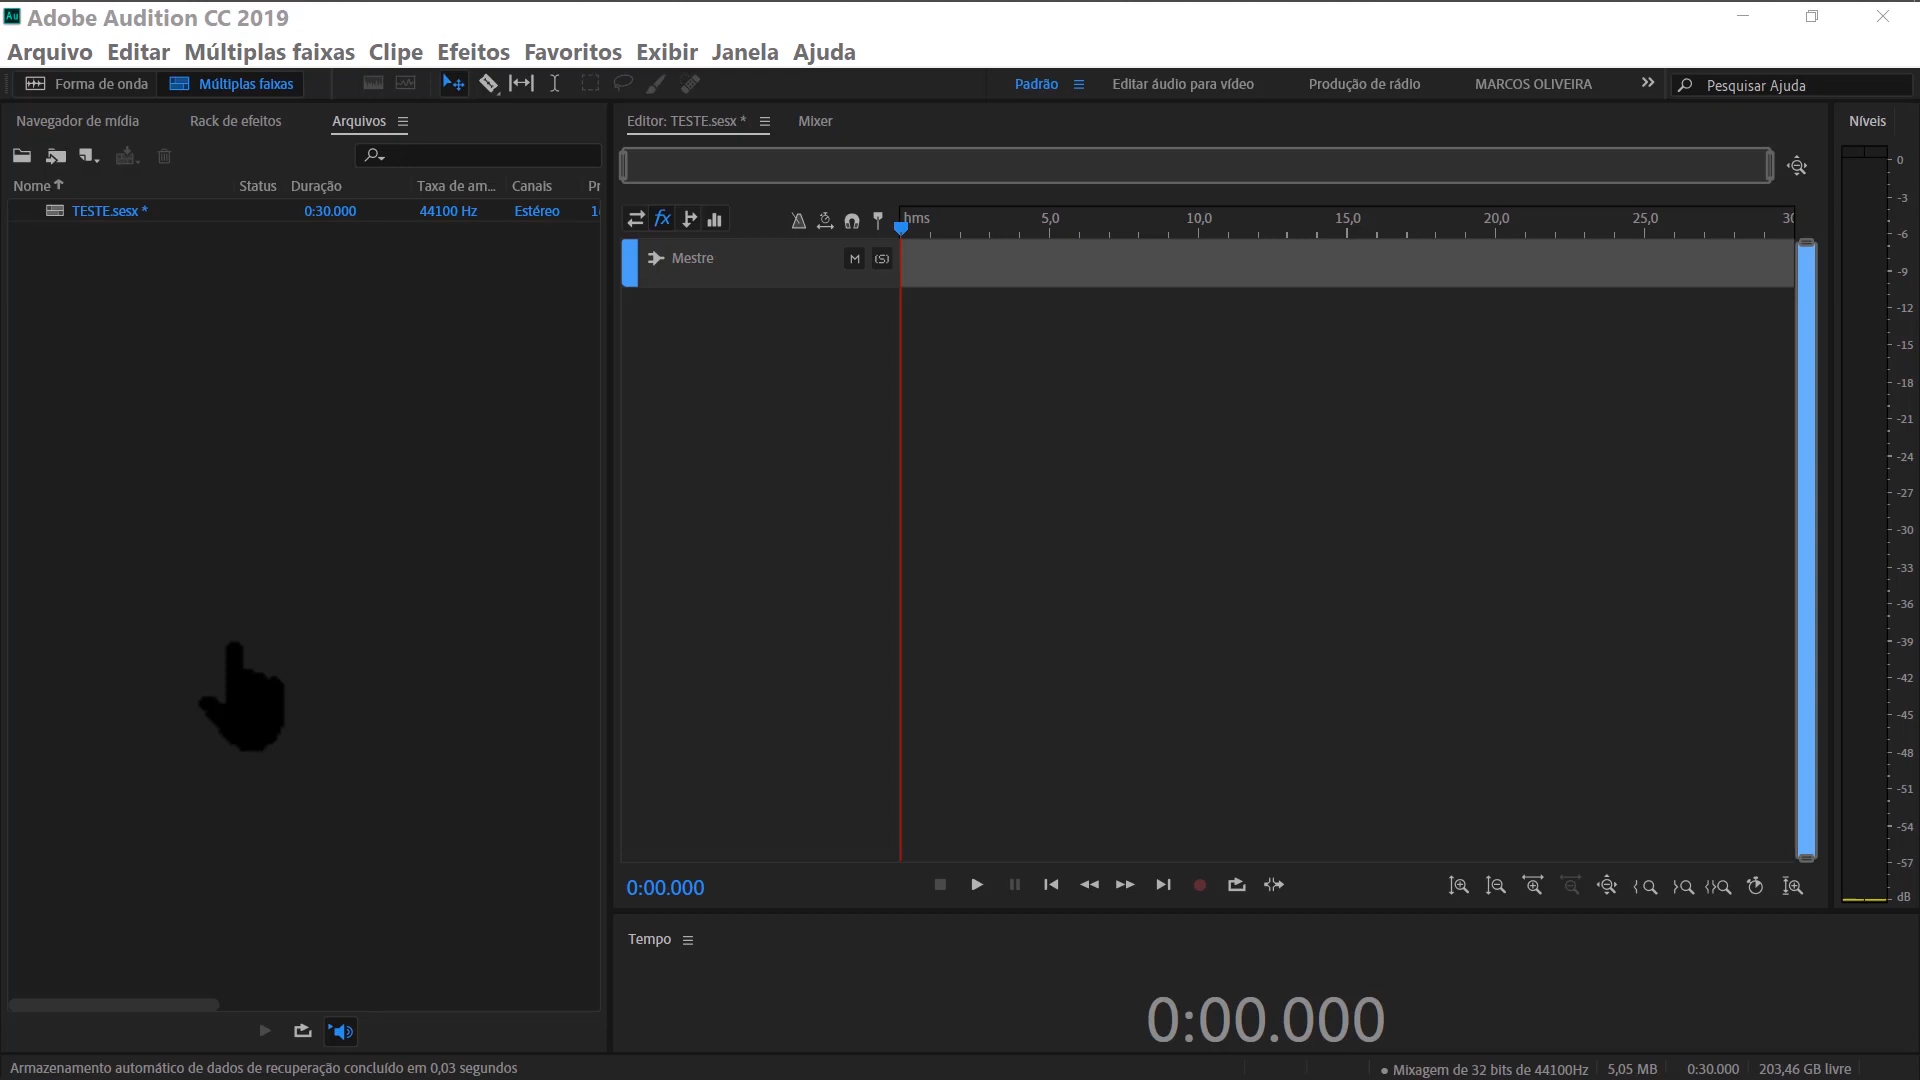 Au Adobe Audition CC 2019
Arquivo Editar Múltiplas faixas Clipe Efeitos Favoritos Exibir Janela Ajuda
Forma de onda Múltiplas faixas Padrão Editar áudio para vídeo Produção de rádio MARCOS OLIVEIRA Pesquisar Ajuda
Navegador de mídia Rack de efeitos Arquivos
Editor: TESTE.sesx * Mixer
Níveis
Nome Status Duração Taxa de am... Canais
TESTE.sesx * 0:30.000 44100 Hz Estéreo
fx
hms 5,0 10,0 15,0 20,0 25,0
Mestre M (S)
0
-3
-6
-9
-12
-15
-18
-21
-24
-27
-30
-33
-36
-39
-42
-45
-48
-51
-54
-57
dB
0:00.000
Tempo
0:00.000
Armazenamento automático de dados de recuperação concluído em 0,03 segundos
Mixagem de 32 bits de 44100Hz 5,05 MB 0:30.000 203,46 GB livre